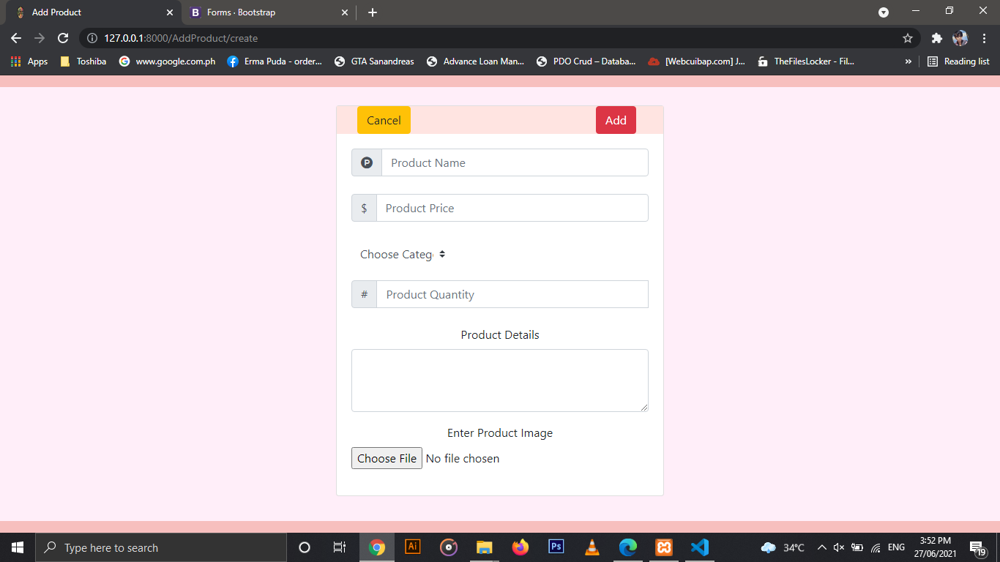 Add Product
B Forms · Bootstrap
127.0.0.1:8000/AddProduct/create
Apps Toshiba www.google.com.ph Erma Puda - order... GTA Sanandreas Advance Loan Man... PDO Crud – Databa... [Webcuibap.com] J... TheFilesLocker - Fil... » Reading list
Cancel Add
P Product Name
$ Product Price
Choose Categ
# Product Quantity
Product Details
Enter Product Image
Choose File No file chosen
Type here to search Ai Ps 34°C ENG 3:52 PM
27/06/2021 19